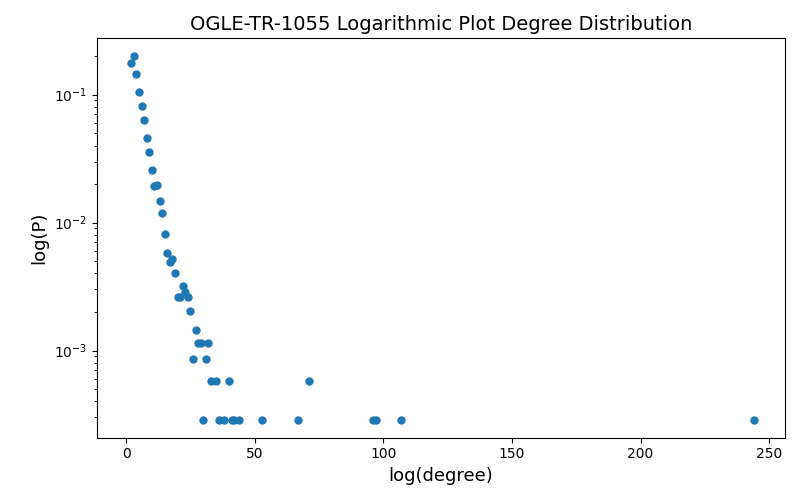 OGLE-TR-1055 Logarithmic Plot Degree Distribution
log(P)
10⁻¹
10⁻²
10⁻³
0 50 100 150 200 250
log(degree)